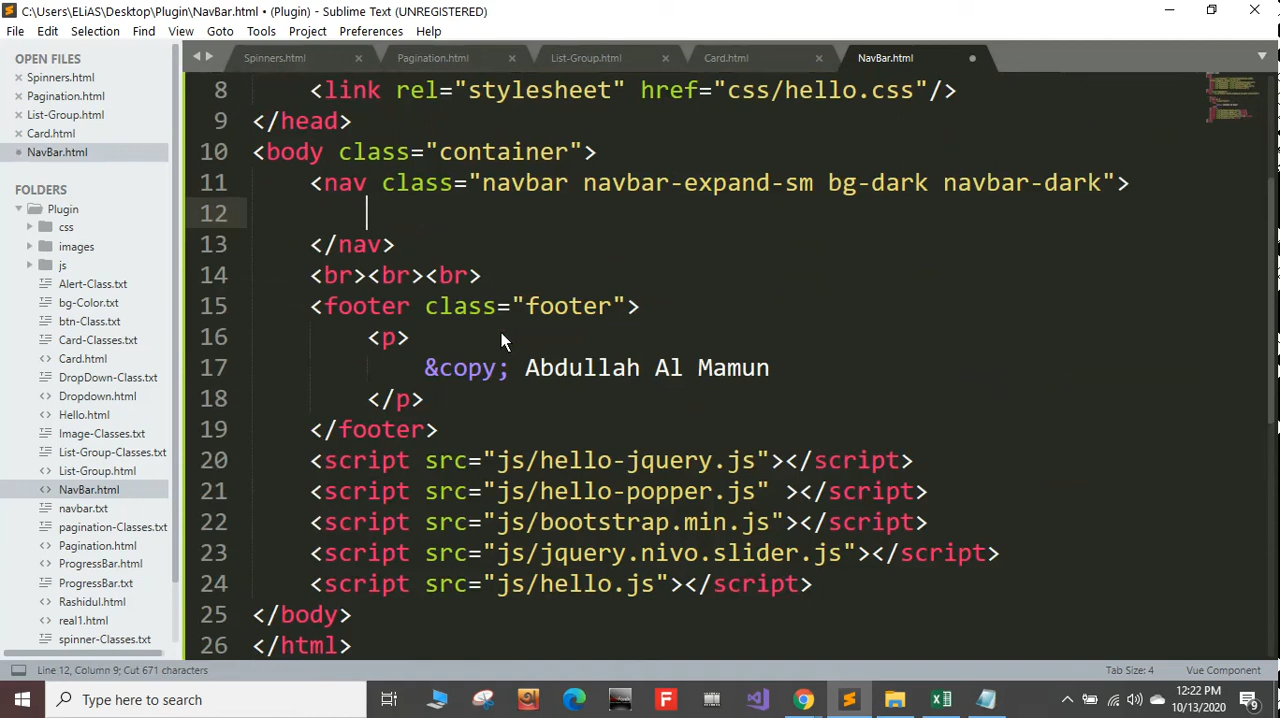 C:\Users\ELiAS\Desktop\Plugin\NavBar.html • (Plugin) - Sublime Text (UNREGISTERED)
File Edit Selection Find View Goto Tools Project Preferences Help
OPEN FILES
Spinners.html
Pagination.html
List-Group.html
Card.html
NavBar.html
FOLDERS
Plugin
css
images
js
Alert-Class.txt
bg-Color.txt
btn-Class.txt
Card-Classes.txt
Card.html
DropDown-Class.txt
Dropdown.html
Hello.html
Image-Classes.txt
List-Group-Classes.txt
List-Group.html
NavBar.html
navbar.txt
pagination-Classes.txt
Pagination.html
ProgressBar.html
ProgressBar.txt
Rashidul.html
real1.html
spinner-Classes.txt
Spinners.html Pagination.html List-Group.html Card.html NavBar.html
8 <link rel="stylesheet" href="css/hello.css"/>
9 </head>
10 <body class="container">
11 <nav class="navbar navbar-expand-sm bg-dark navbar-dark">
12
13 </nav>
14 <br><br><br>
15 <footer class="footer">
16 <p>
17 &copy; Abdullah Al Mamun
18 </p>
19 </footer>
20 <script src="js/hello-jquery.js"></script>
21 <script src="js/hello-popper.js" ></script>
22 <script src="js/bootstrap.min.js"></script>
23 <script src="js/jquery.nivo.slider.js"></script>
24 <script src="js/hello.js"></script>
25 </body>
26 </html>
Line 12, Column 9; Cut 671 characters Tab Size: 4 Vue Component
Type here to search
12:22 PM
10/13/2020
9